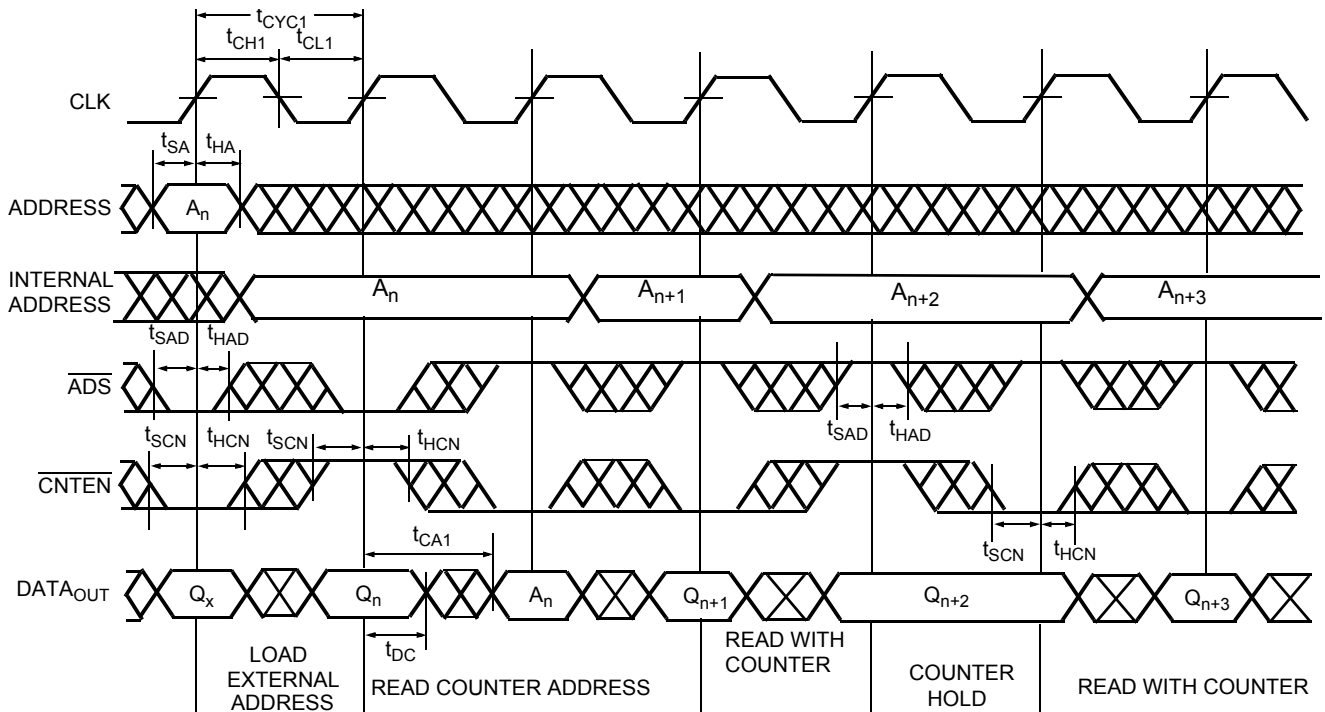 tCYC1
tCH1
tCL1
CLK
tSA
tHA
ADDRESS
An
INTERNAL
ADDRESS
An
An+1
An+2
An+3
tSAD
tHAD
ADS
tSAD
tHAD
tSCN
tHCN
tSCN
tHCN
CNTEN
tSCN
tHCN
tCA1
DATAOUT
Qx
Qn
An
Qn+1
Qn+2
Qn+3
tDC
LOAD
EXTERNAL
ADDRESS
READ COUNTER ADDRESS
READ WITH
COUNTER
COUNTER
HOLD
READ WITH COUNTER